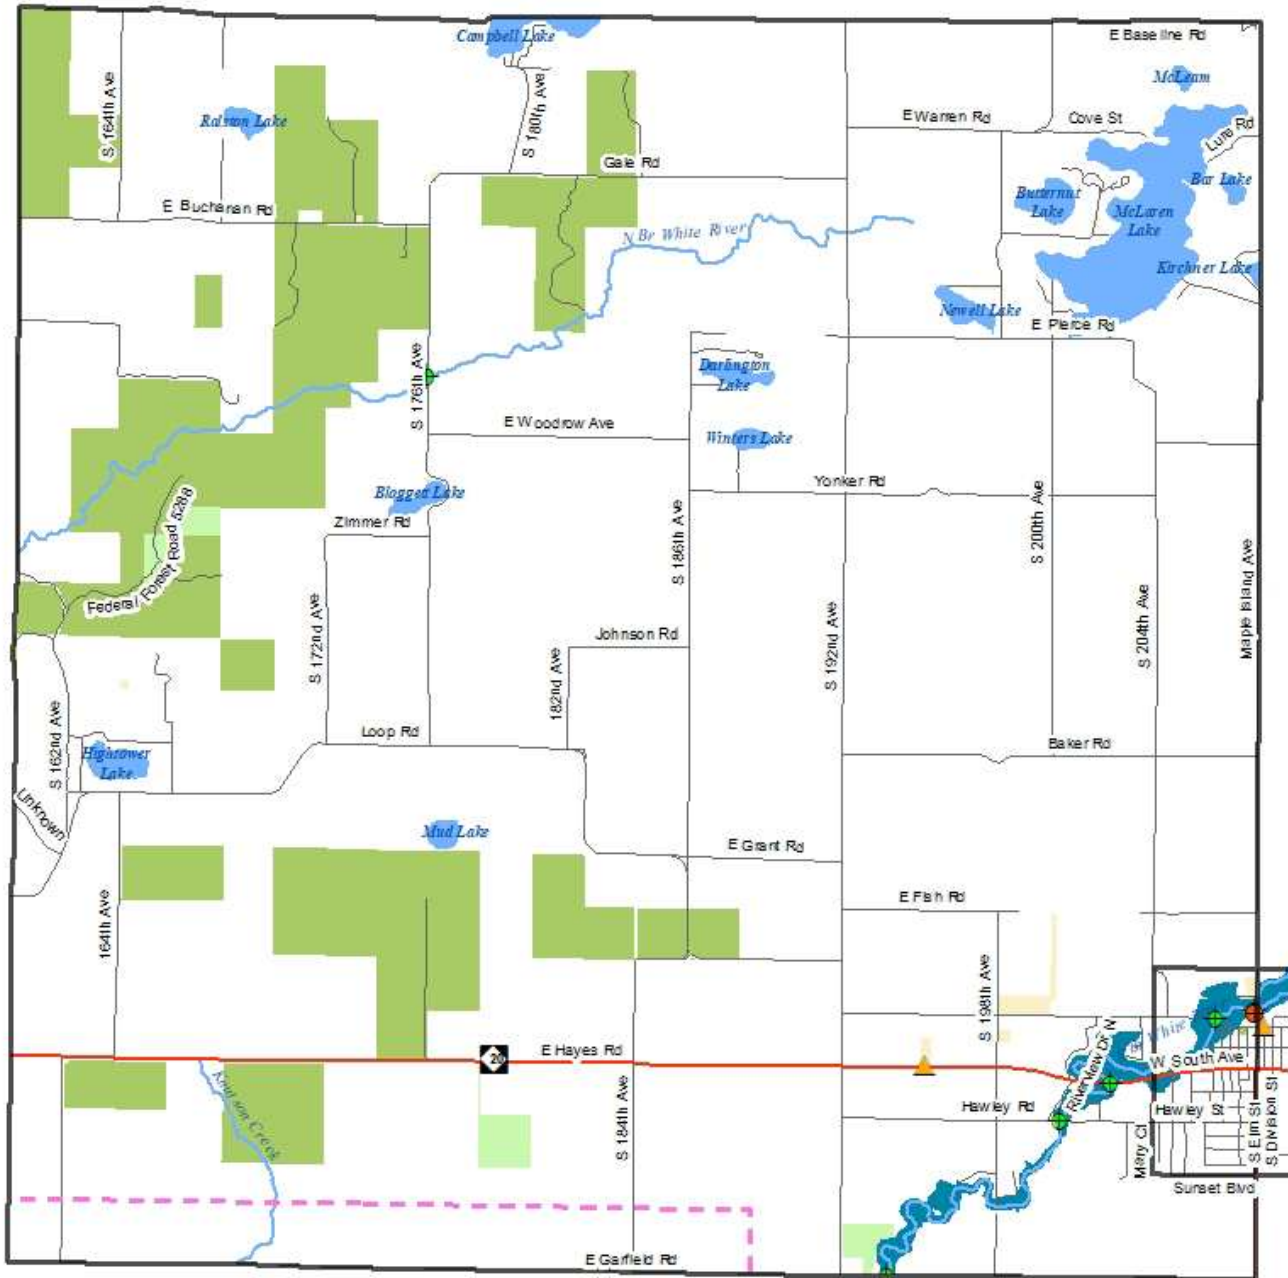 E Baseline Rd
Campbell Lake
McLeam
S 164th Ave
S 180th Ave
Ralston Lake
E Warren Rd
Cove St
Lure Rd
Gale Rd
Butternut
Lake
Bar Lake
McLaren
Lake
E Buchanan Rd
N Br White River
Kirchner Lake
Newell Lake
E Pierce Rd
S 176th Ave
Darlington
Lake
E Woodrow Ave
Winters Lake
Blaggett Lake
Yonker Rd
Zimmer Rd
Federal Forest Road 5288
S 186th Ave
S 200th Ave
Maple Island Ave
S 172nd Ave
Johnson Rd
S 192nd Ave
S 204th Ave
182nd Ave
S 162nd Ave
Loop Rd
Baker Rd
Hightower
Lake
Unknown
Mud Lake
E Grant Rd
164th Ave
E Fish Rd
S 198th Ave
20
E Hayes Rd
Riverview Dr N
White
W South Ave
Knutson Creek
S 184th Ave
Hawley Rd
Hawley St
Mary Ct
S Elm St
S Division St
Sunset Blvd
E Garfield Rd